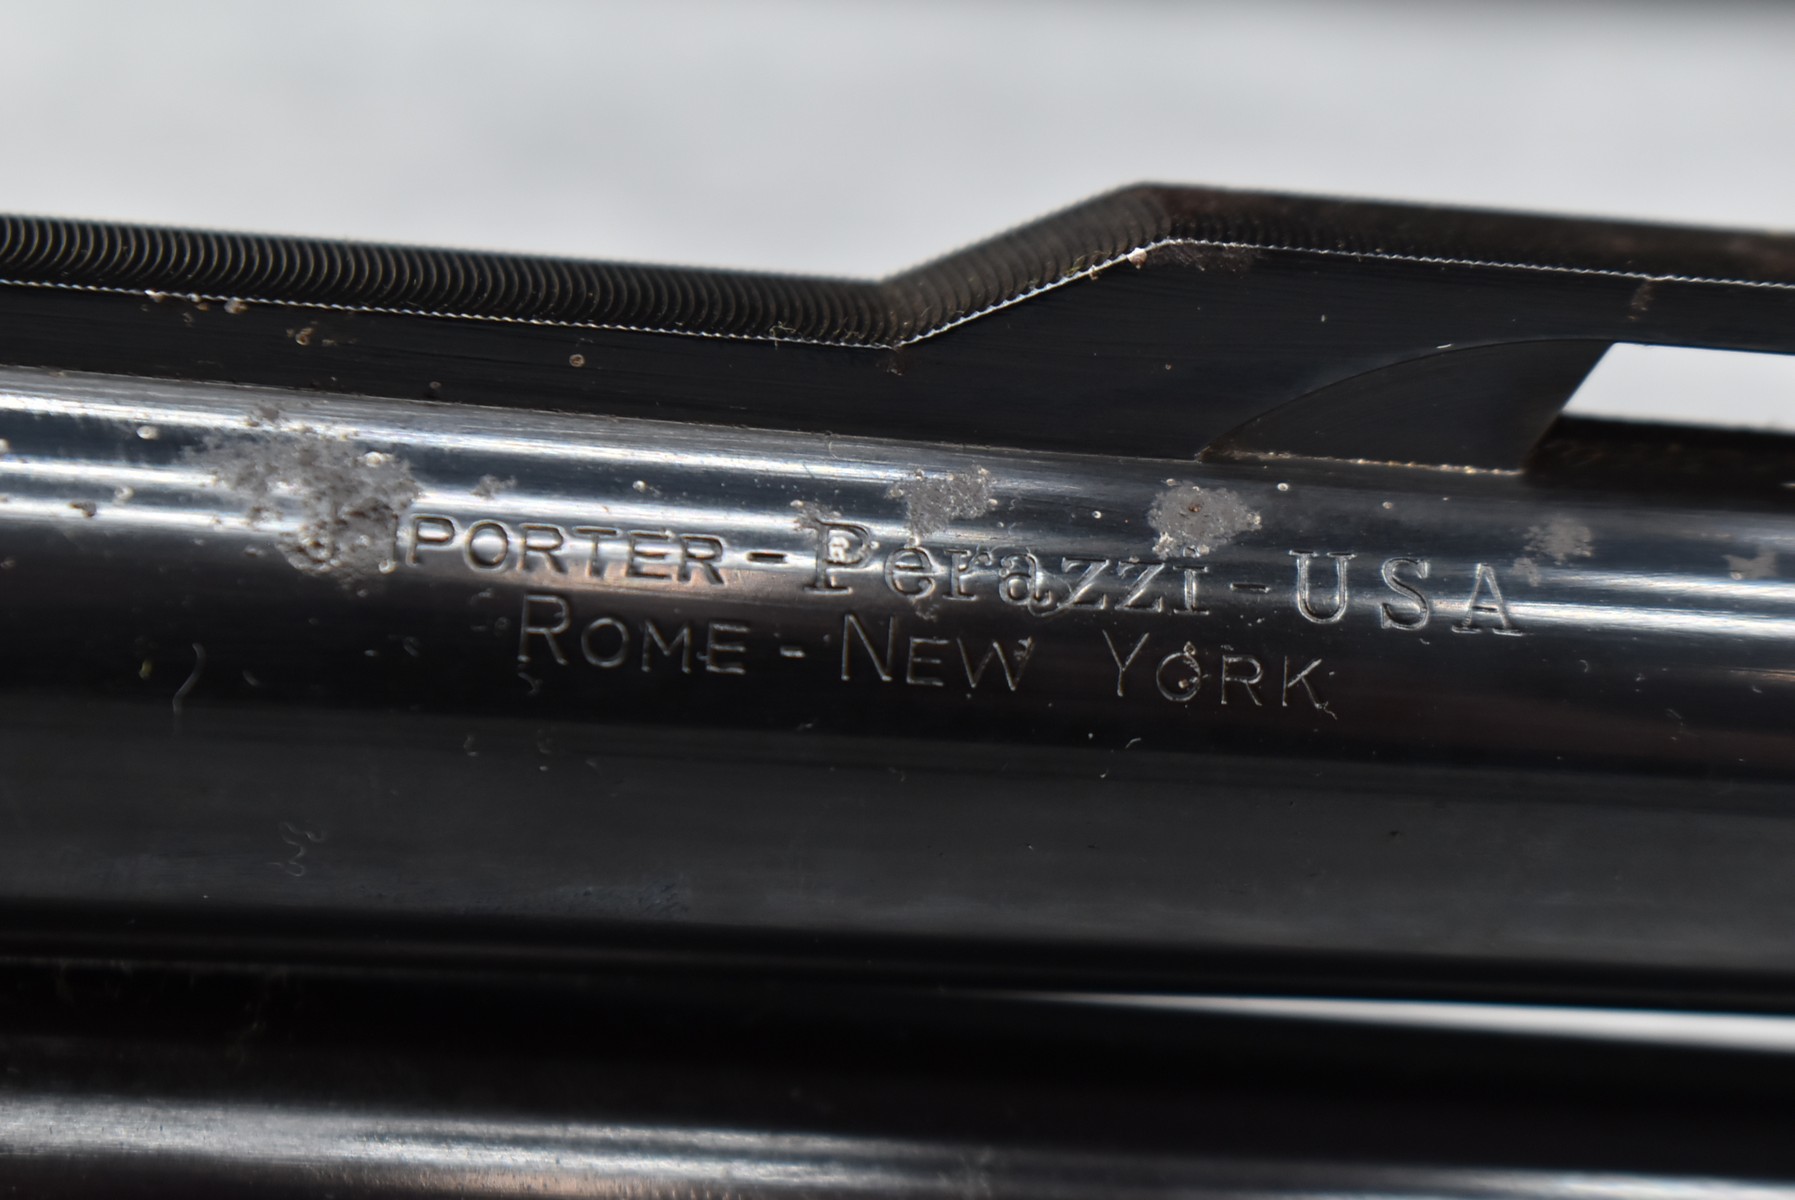 PORTER - Perazzi - USA
ROME - NEW YORK